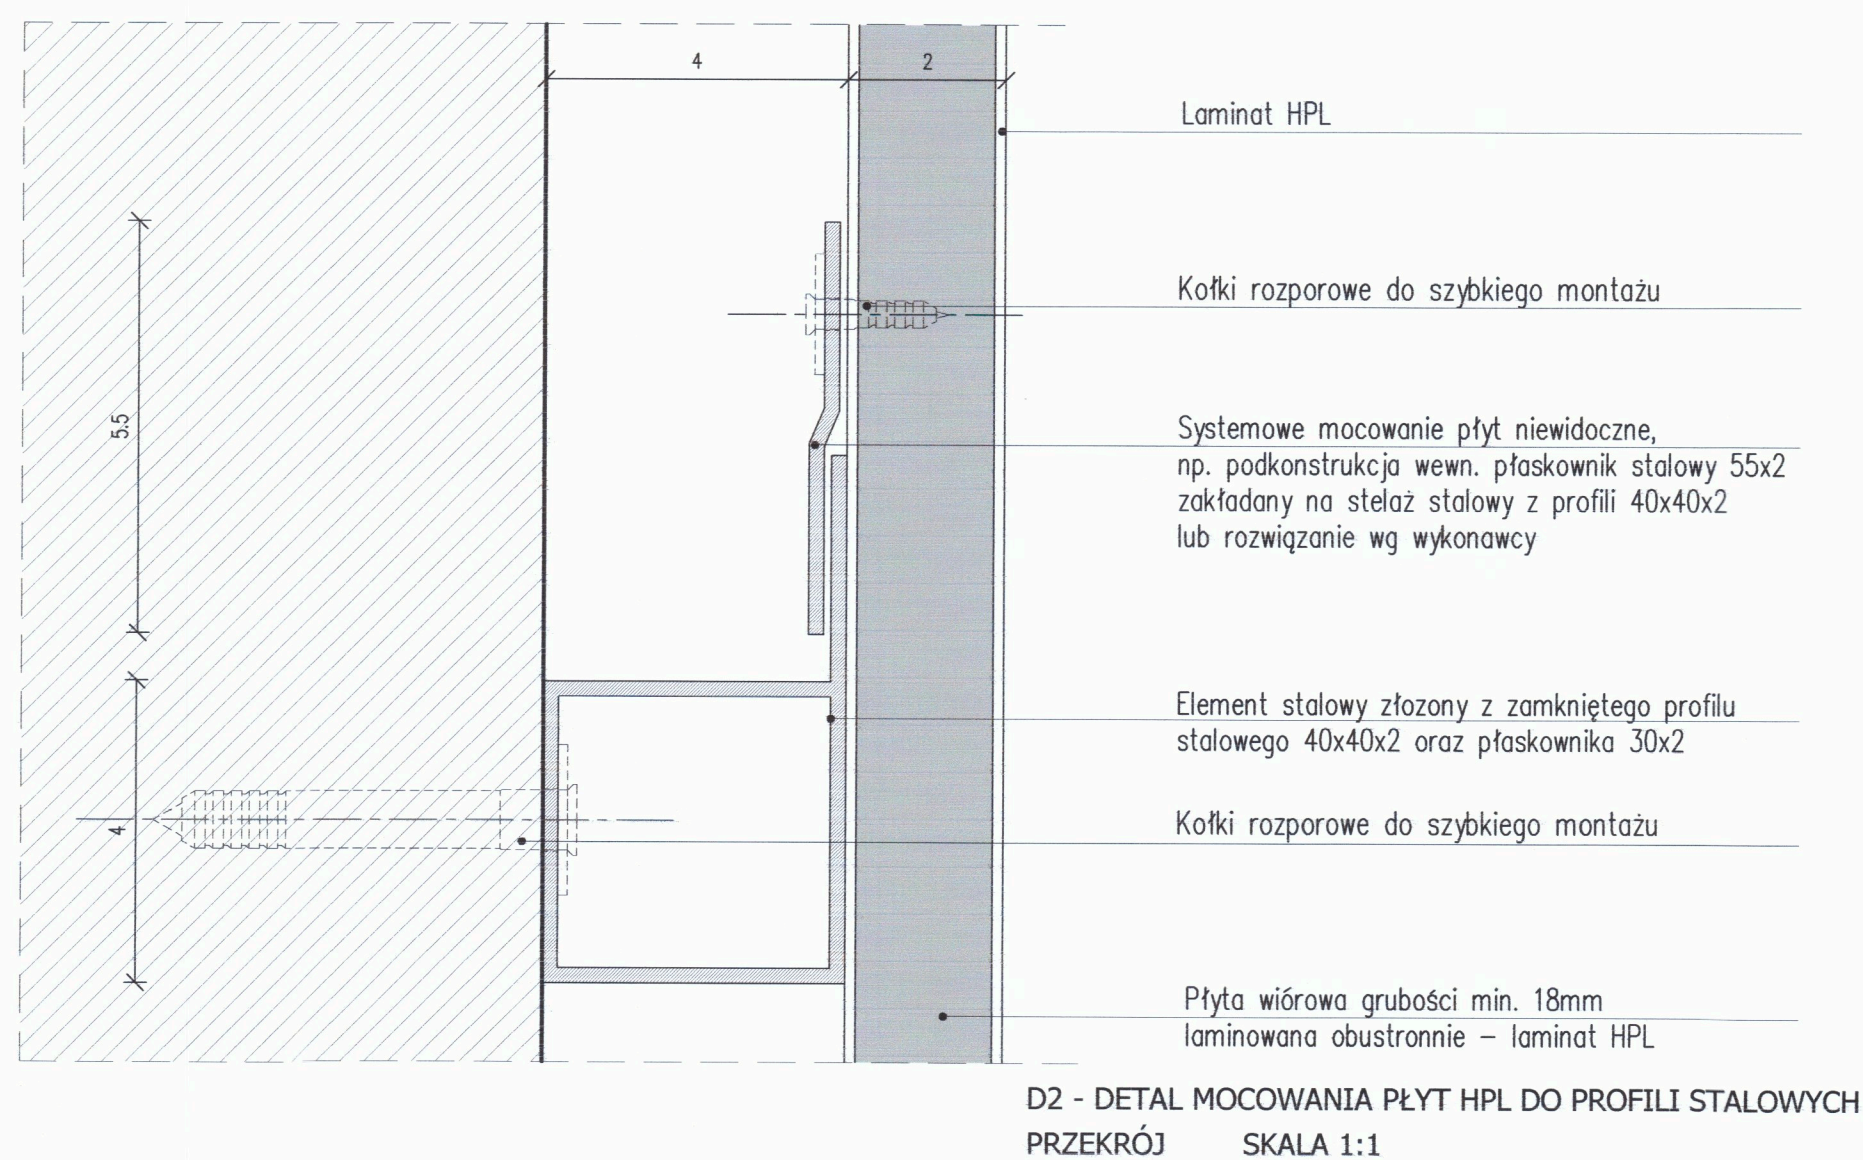 4
2
Laminat HPL
Kołki rozporowe do szybkiego montażu
5.5
Systemowe mocowanie płyt niewidoczne,
np. podkonstrukcja wewn. płaskownik stalowy 55x2
zakładany na stelaż stalowy z profili 40x40x2
lub rozwiązanie wg wykonawcy
Element stalowy złozony z zamkniętego profilu
stalowego 40x40x2 oraz płaskownika 30x2
4
Kołki rozporowe do szybkiego montażu
Płyta wiórowa grubości min. 18mm
laminowana obustronnie – laminat HPL
D2 - DETAL MOCOWANIA PŁYT HPL DO PROFILI STALOWYCH
PRZEKRÓJ SKALA 1:1